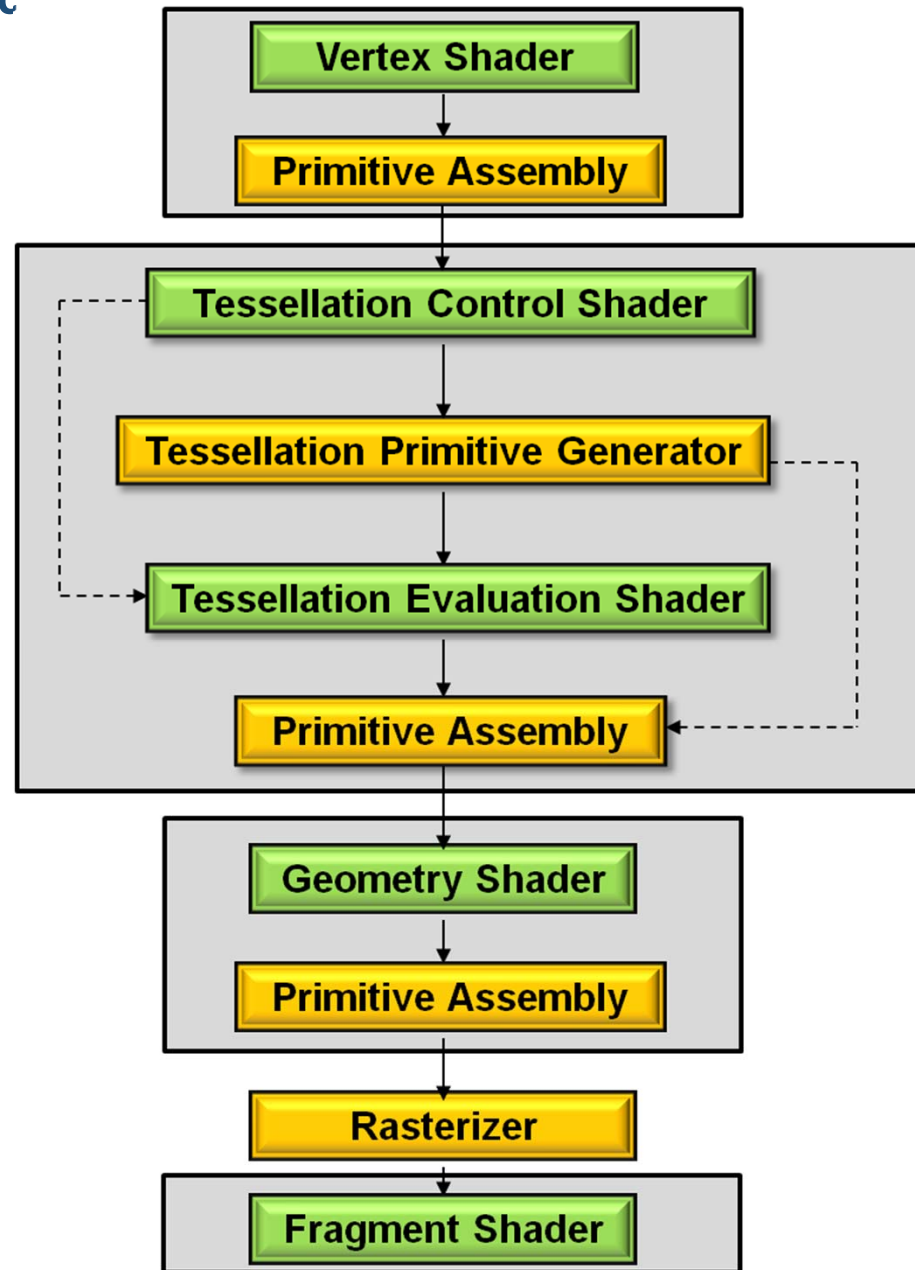 Vertex Shader
Primitive Assembly
Tessellation Control Shader
Tessellation Primitive Generator
Tessellation Evaluation Shader
Primitive Assembly
Geometry Shader
Primitive Assembly
Rasterizer
Fragment Shader